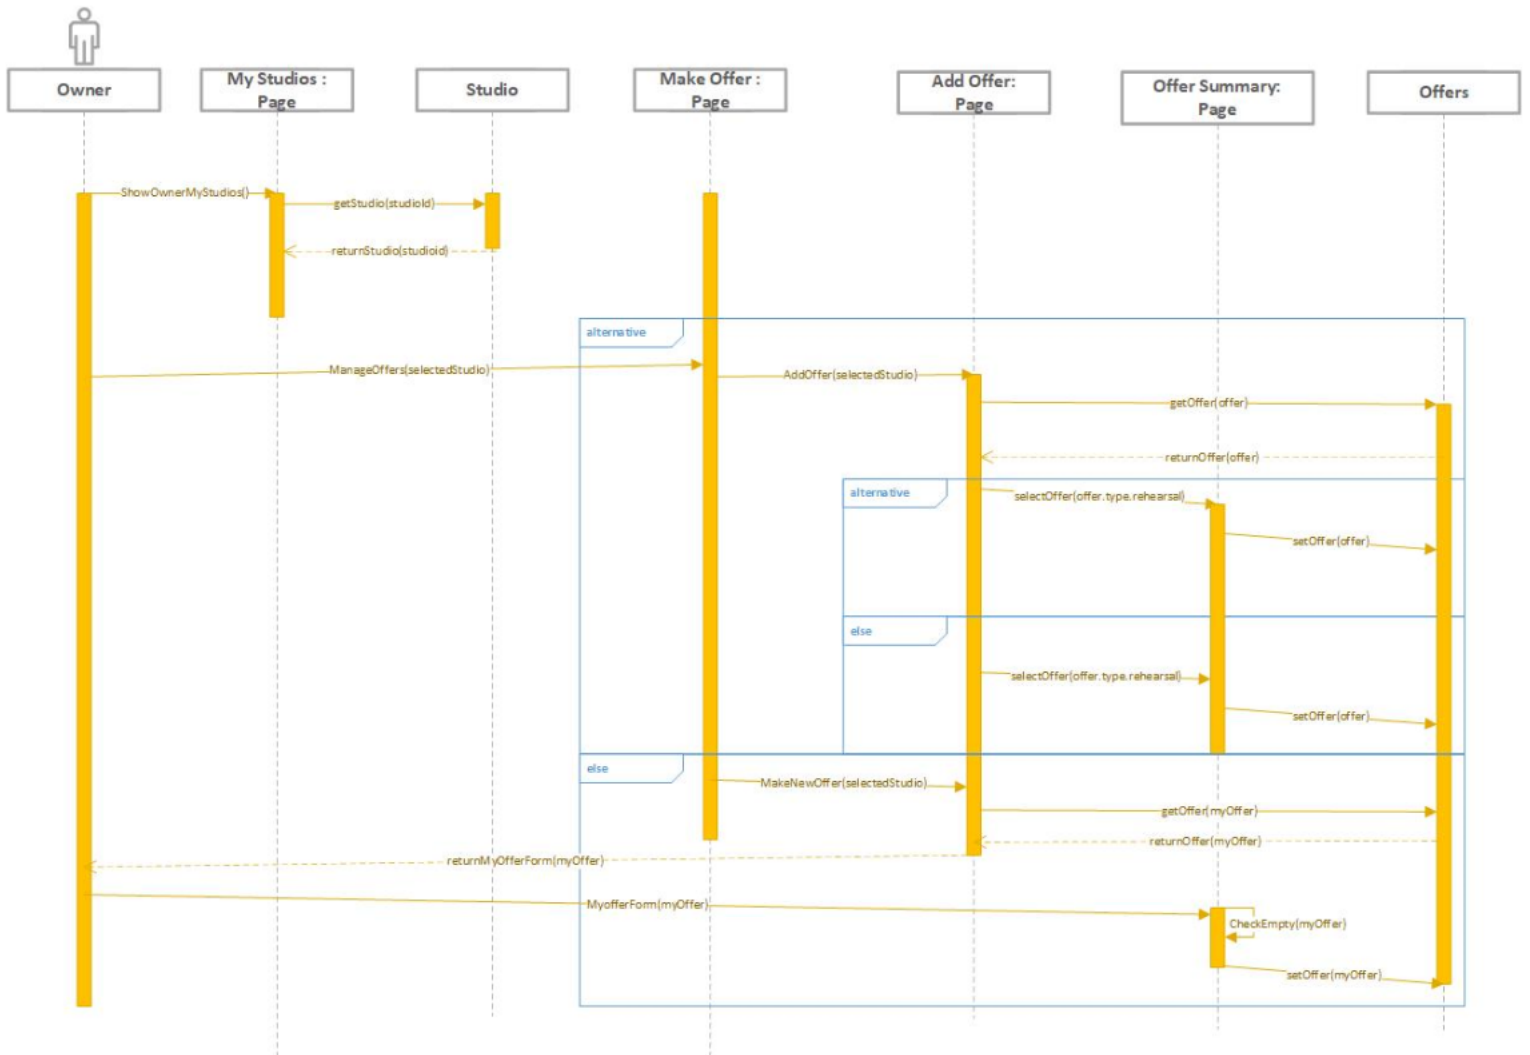 Owner
My Studios :
Page
Studio
Make Offer :
Page
Add Offer:
Page
Offer Summary:
Page
Offers
ShowOwnerMyStudios()
getStudio(studioId)
returnStudio(studioid)
alternative
ManageOffers(selectedStudio)
AddOffer(selectedStudio)
getOffer(offer)
returnOffer(offer)
alternative
selectOffer(offer.type.rehearsal)
setOffer(offer)
else
selectOffer(offer.type.rehearsal)
setOffer(offer)
else
MakeNewOffer(selectedStudio)
getOffer(myOffer)
returnOffer(myOffer)
returnMyOfferForm(myOffer)
MyofferForm(myOffer)
CheckEmpty(myOffer)
setOffer(myOffer)